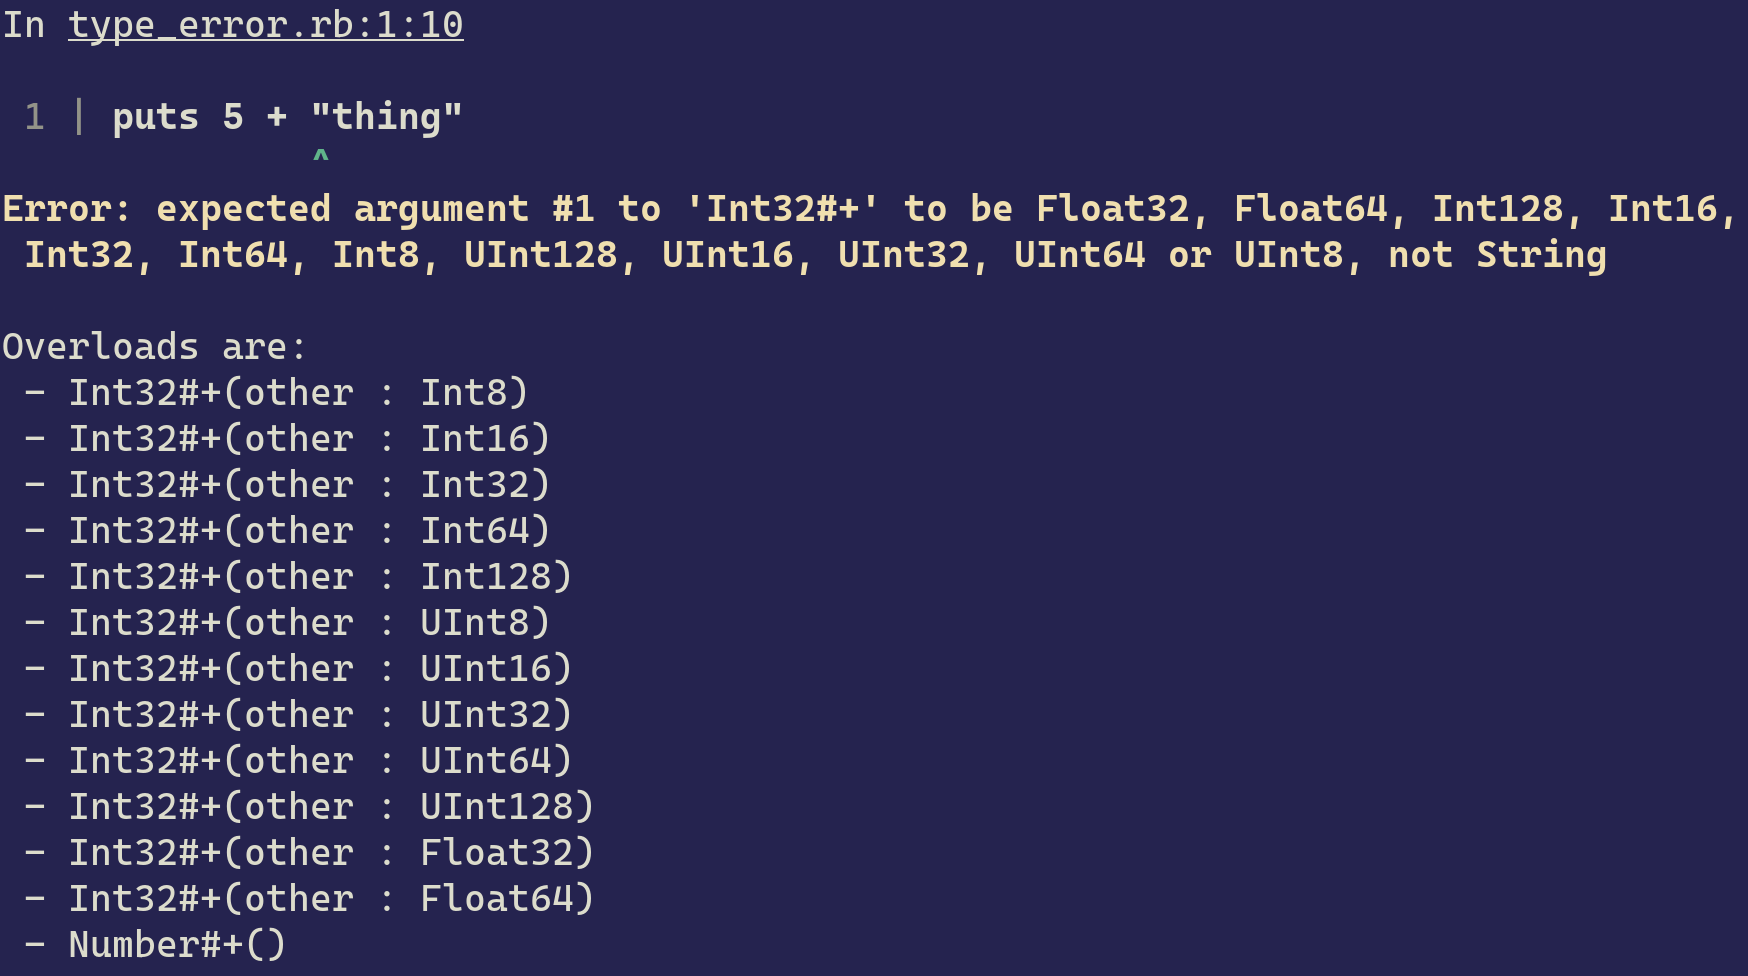 In type_error.rb:1:10
1 | puts 5 + "thing"
^
Error: expected argument #1 to 'Int32#+' to be Float32, Float64, Int128, Int16,
Int32, Int64, Int8, UInt128, UInt16, UInt32, UInt64 or UInt8, not String
Overloads are:
- Int32#+(other : Int8)
- Int32#+(other : Int16)
- Int32#+(other : Int32)
- Int32#+(other : Int64)
- Int32#+(other : Int128)
- Int32#+(other : UInt8)
- Int32#+(other : UInt16)
- Int32#+(other : UInt32)
- Int32#+(other : UInt64)
- Int32#+(other : UInt128)
- Int32#+(other : Float32)
- Int32#+(other : Float64)
- Number#+()